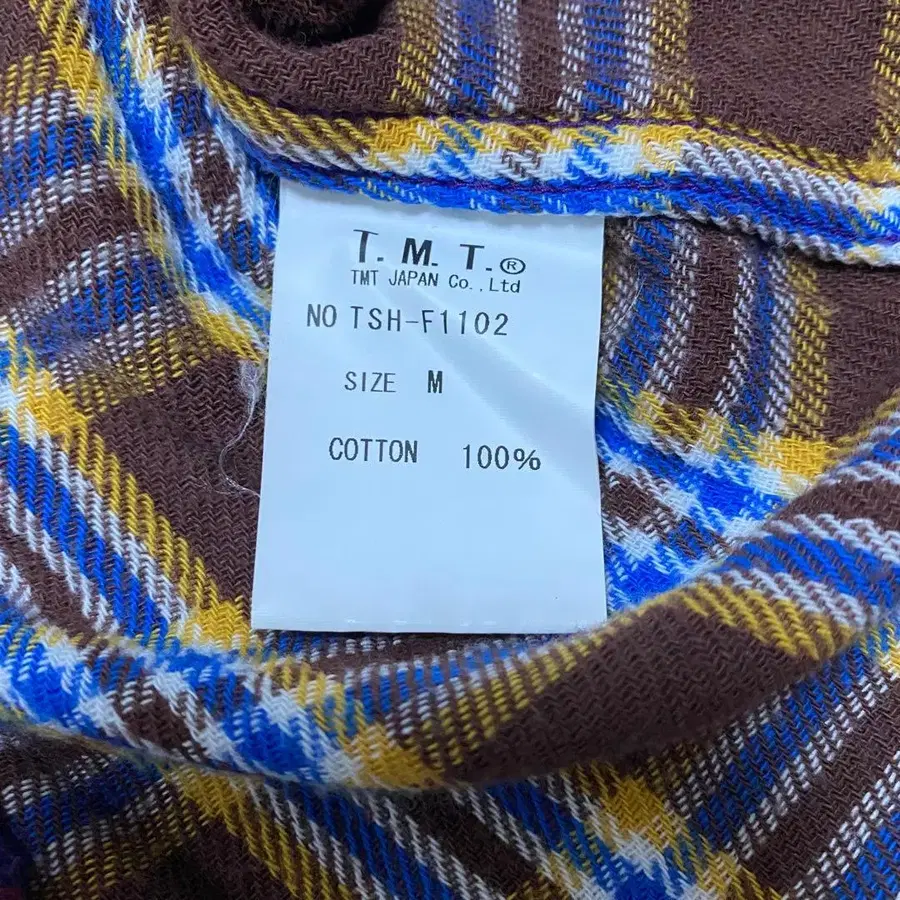 T. M. T.®
TMT JAPAN Co.,Ltd
NO TSH-F1102
SIZE M
COTTON 100%